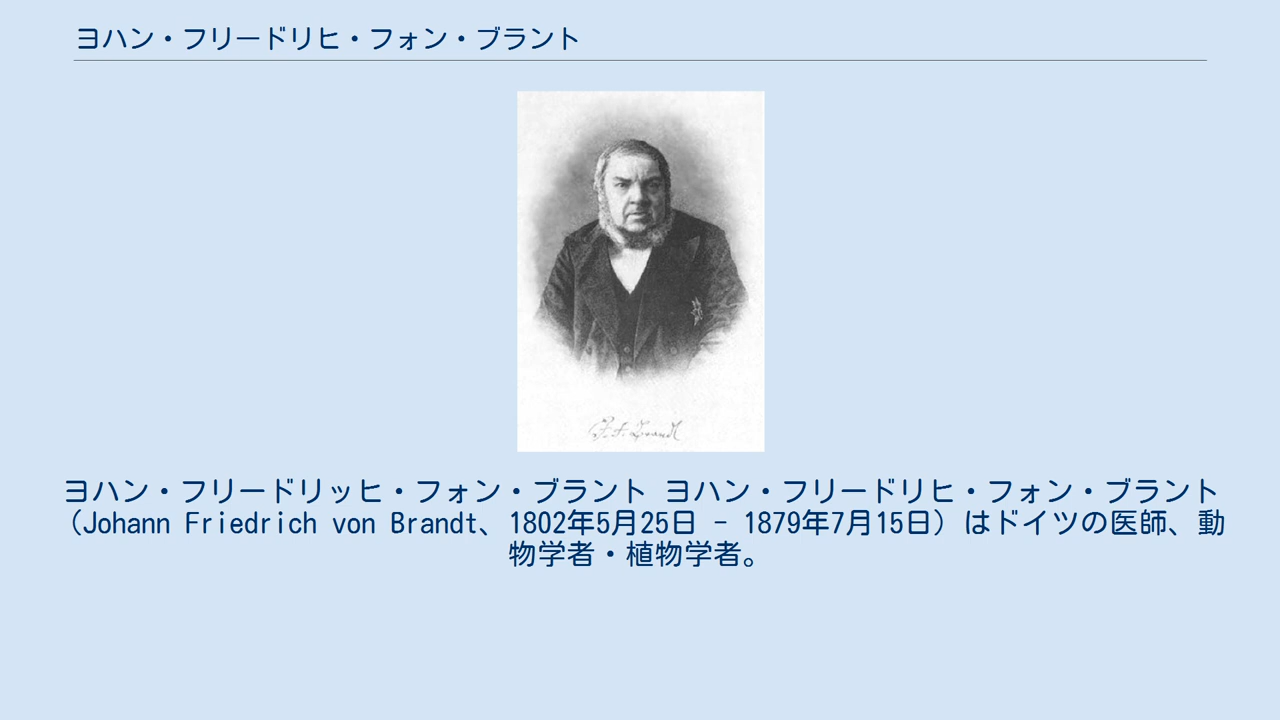 ヨハン・フリードリヒ・フォン・ブラント
J. F. Brandt
ヨハン・フリードリッヒ・フォン・ブラント ヨハン・フリードリヒ・フォン・ブラント
（Johann Friedrich von Brandt、1802年5月25日 - 1879年7月15日）はドイツの医師、動
物学者・植物学者。